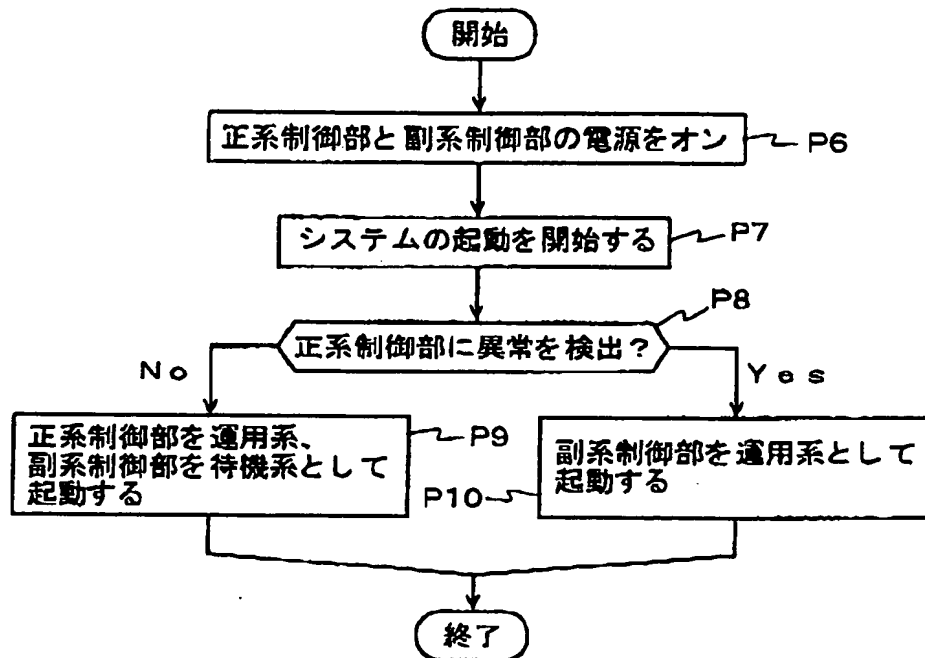 開始
正系制御部と副系制御部の電源をオン
P6
システムの起動を開始する
P7
P8
正系制御部に異常を検出?
No
Yes
正系制御部を運用系、
副系制御部を待機系として
起動する
P9
副系制御部を運用系として
起動する
P10
終了